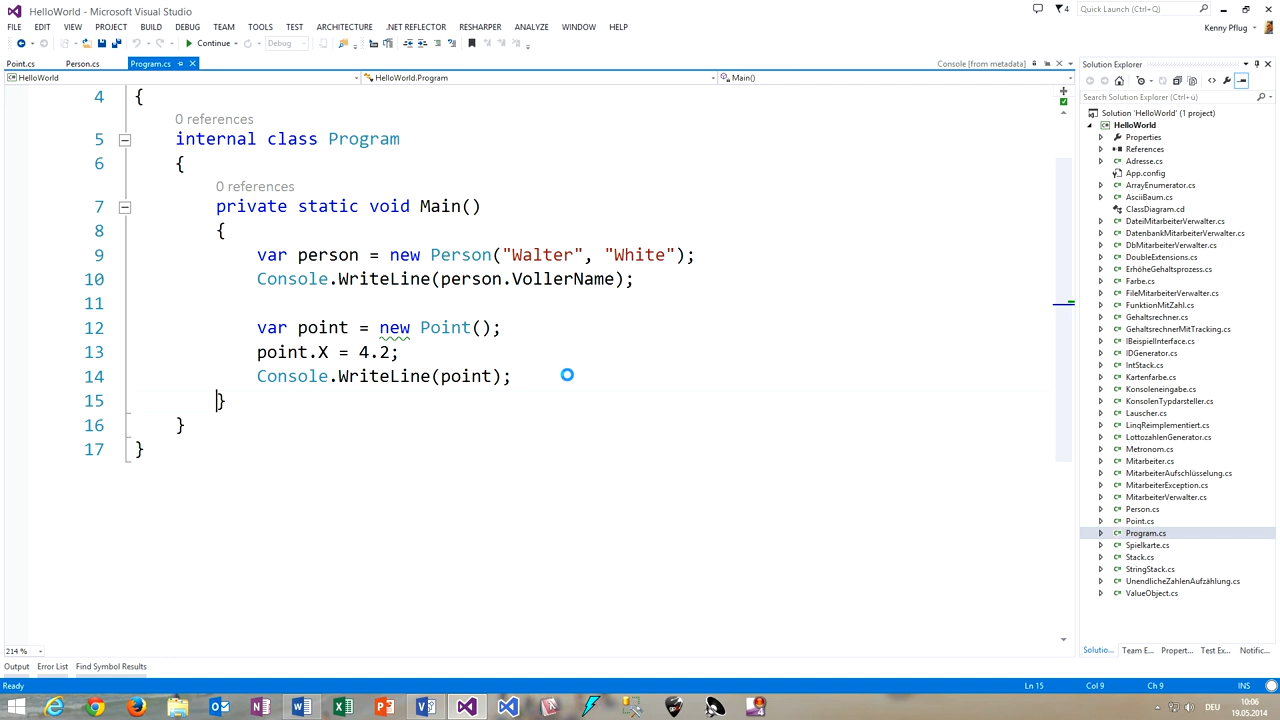 HelloWorld - Microsoft Visual Studio
4
Quick Launch (Ctrl+Q)
FILE EDIT VIEW PROJECT BUILD DEBUG TEAM TOOLS TEST ARCHITECTURE .NET REFLECTOR RESHARPER ANALYZE WINDOW HELP
Kenny Pflug
Continue
Debug
Point.cs Person.cs Program.cs
Console [from metadata]
HelloWorld HelloWorld.Program Main()
4 {
0 references
5 internal class Program
6 {
0 references
7 private static void Main()
8 {
9 var person = new Person("Walter", "White");
10 Console.WriteLine(person.VollerName);
11
12 var point = new Point();
13 point.X = 4.2;
14 Console.WriteLine(point);
15 }
16 }
17 }
214 %
Solution Explorer
Search Solution Explorer (Ctrl+ü)
Solution 'HelloWorld' (1 project)
HelloWorld
Properties
References
Adresse.cs
App.config
ArrayEnumerator.cs
AsciiBaum.cs
ClassDiagram.cd
DateiMitarbeiterVerwalter.cs
DatenbankMitarbeiterVerwalter.cs
DbMitarbeiterVerwalter.cs
DoubleExtensions.cs
ErhöheGehaltsprozess.cs
Farbe.cs
FileMitarbeiterVerwalter.cs
FunktionMitZahl.cs
Gehaltsrechner.cs
GehaltsrechnerMitTracking.cs
IBeispielInterface.cs
IDGenerator.cs
IntStack.cs
Kartenfarbe.cs
Konsoleneingabe.cs
KonsolenTypdarsteller.cs
Lauscher.cs
LinqReimplementiert.cs
LottozahlenGenerator.cs
Metronom.cs
Mitarbeiter.cs
MitarbeiterAufschlüsselung.cs
MitarbeiterException.cs
MitarbeiterVerwalter.cs
Person.cs
Point.cs
Program.cs
Spielkarte.cs
Stack.cs
StringStack.cs
UnendlicheZahlenAufzählung.cs
ValueObject.cs
Solutio... Team E... Propert... Test Ex... Notific...
Output Error List Find Symbol Results
Ready Ln 15 Col 9 Ch 9 INS
DEU
10:06
19.05.2014